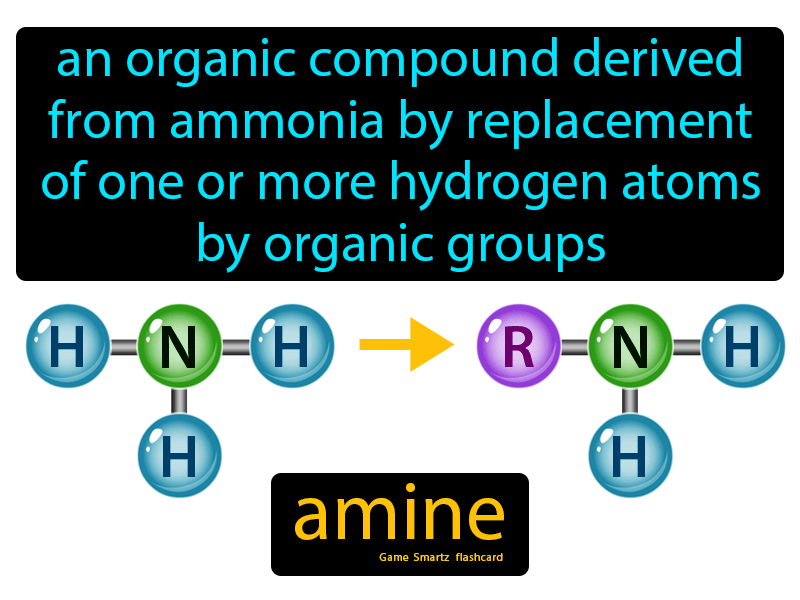 an organic compound derived
from ammonia by replacement
of one or more hydrogen atoms
by organic groups
H N H R N H
H H
amine
Game Smartz flashcard